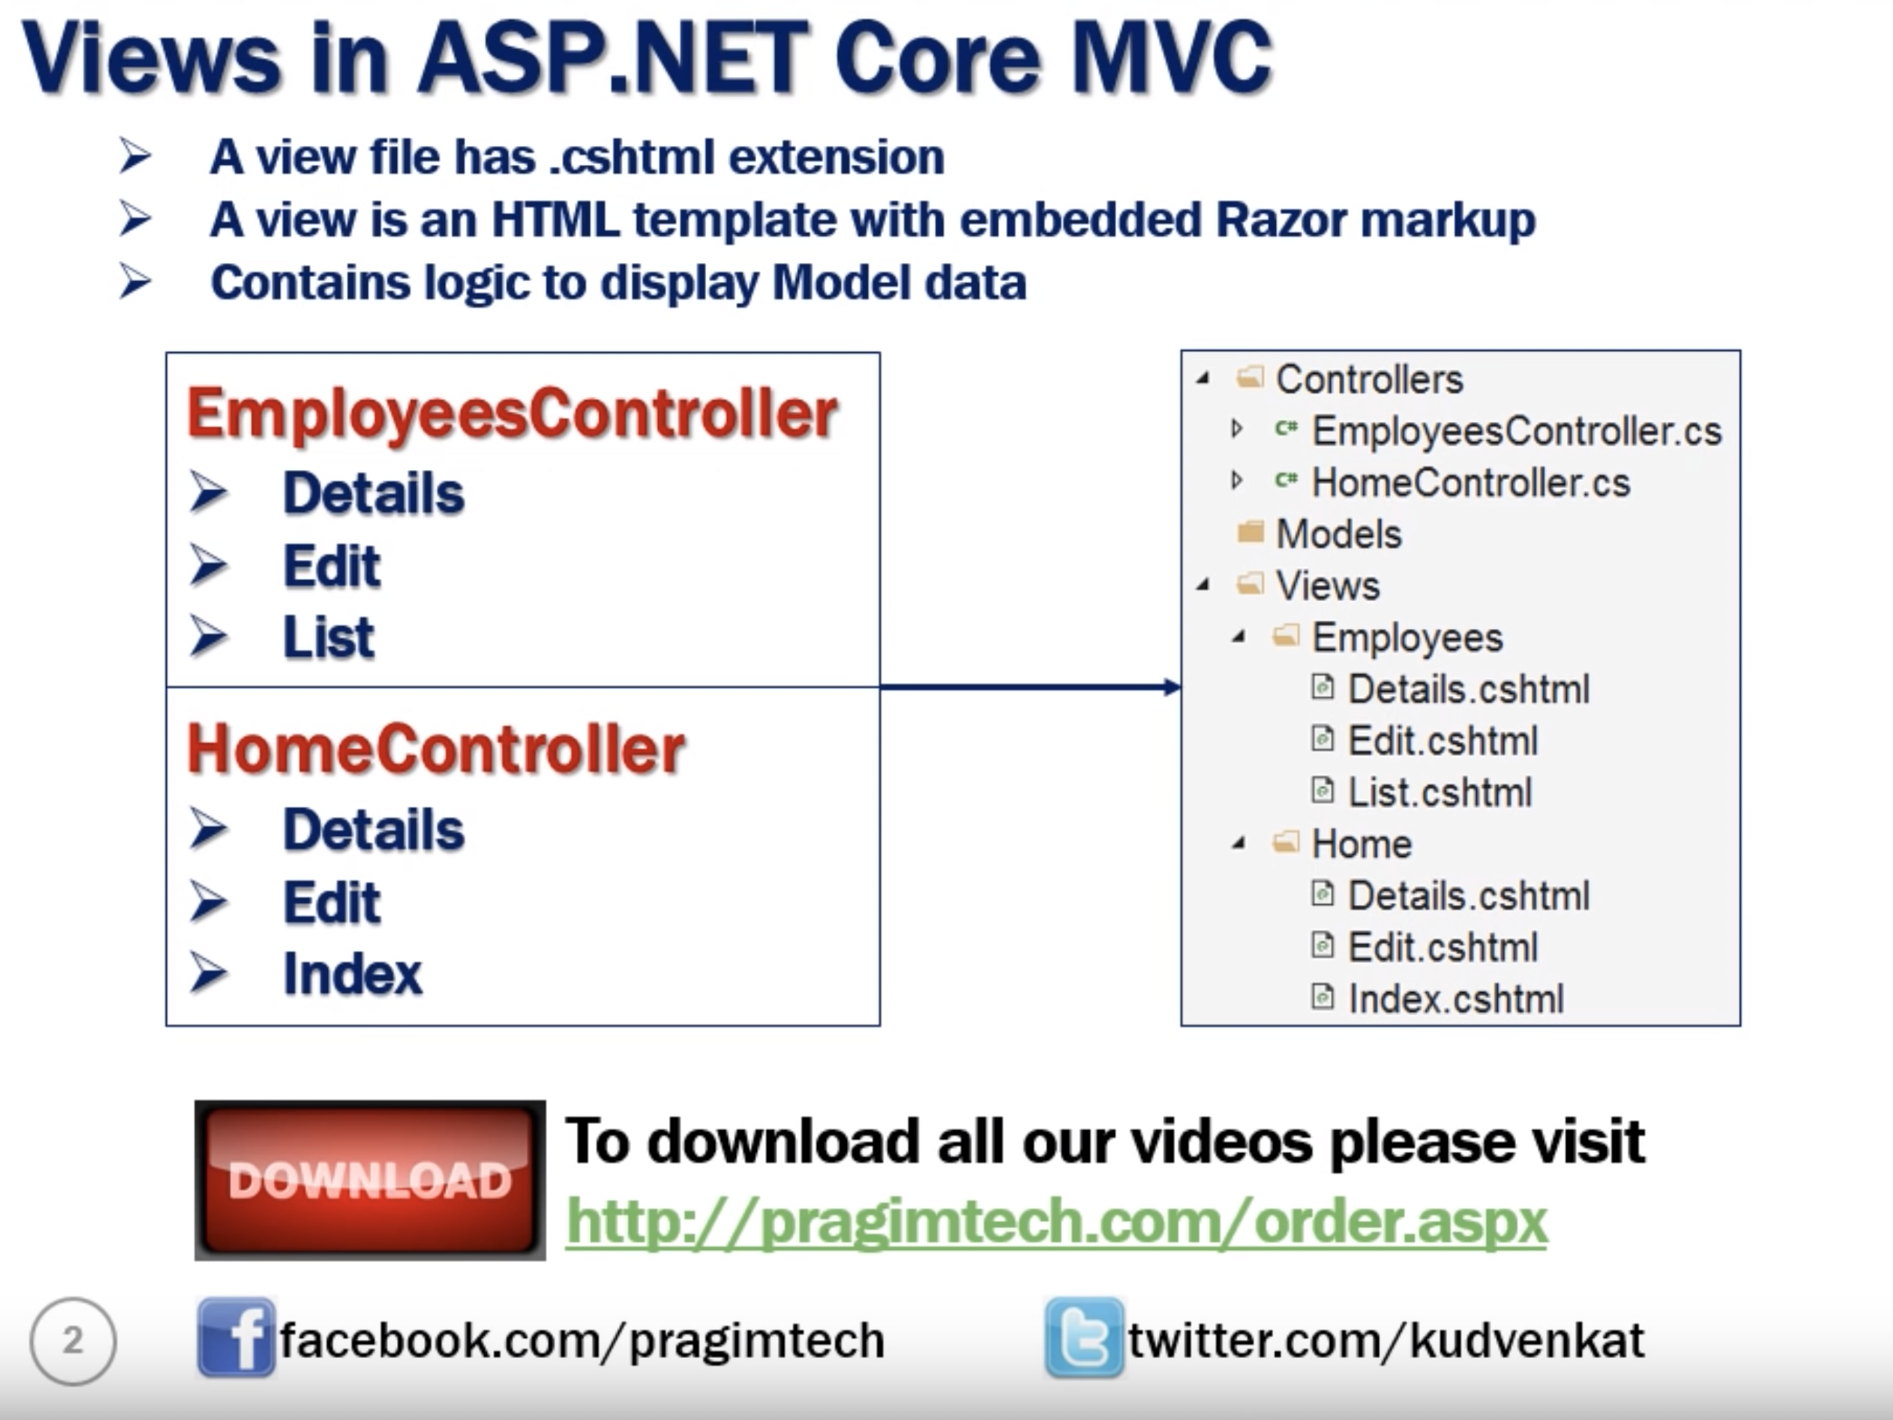 Views in ASP.NET Core MVC
A view file has .cshtml extension
A view is an HTML template with embedded Razor markup
Contains logic to display Model data
EmployeesController
Details
Edit
List
HomeController
Details
Edit
Index
Controllers
C# EmployeesController.cs
C# HomeController.cs
Models
Views
Employees
Details.cshtml
Edit.cshtml
List.cshtml
Home
Details.cshtml
Edit.cshtml
Index.cshtml
DOWNLOAD
To download all our videos please visit
http://pragimtech.com/order.aspx
2
facebook.com/pragimtech
twitter.com/kudvenkat